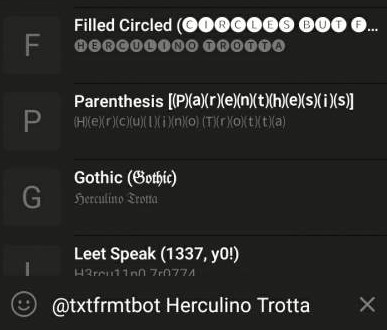 F
Filled Circled (🅒🅘🅡🅒🅛🅔🅢 🅑🅤🅣 🅕...
🅗🅔🅡🅒🅤🅛🅘🅝🅞 🅣🅡🅞🅣🅣🅐
P
Parenthesis [(P)(a)(r)(e)(n)(t)(h)(e)(s)(i)(s)]
(H)(e)(r)(c)(u)(l)(i)(n)(o) (T)(r)(o)(t)(t)(a)
G
Gothic (𝕲𝖔𝖙𝖍𝖎𝖈)
ℌ𝔢𝔯𝔠𝔲𝔩𝔦𝔫𝔬 𝔗𝔯𝔬𝔱𝔱𝔞
L
Leet Speak (1337, y0!)
H3rcu11n0 7r0774
@txtfrmtbot Herculino Trotta